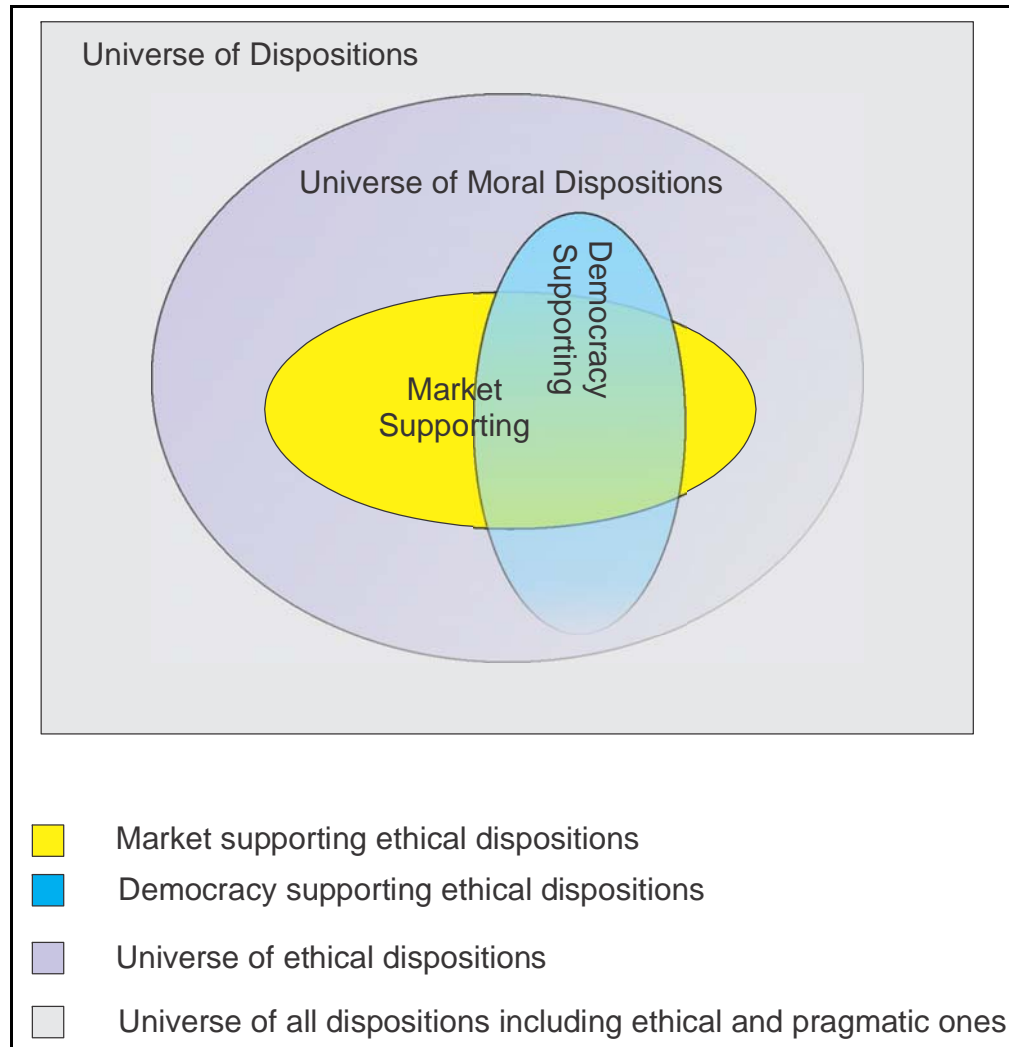 Universe of Dispositions
Universe of Moral Dispositions
Democracy
Supporting
Market
Supporting
Market supporting ethical dispositions
Democracy supporting ethical dispositions
Universe of ethical dispositions
Universe of all dispositions including ethical and pragmatic ones